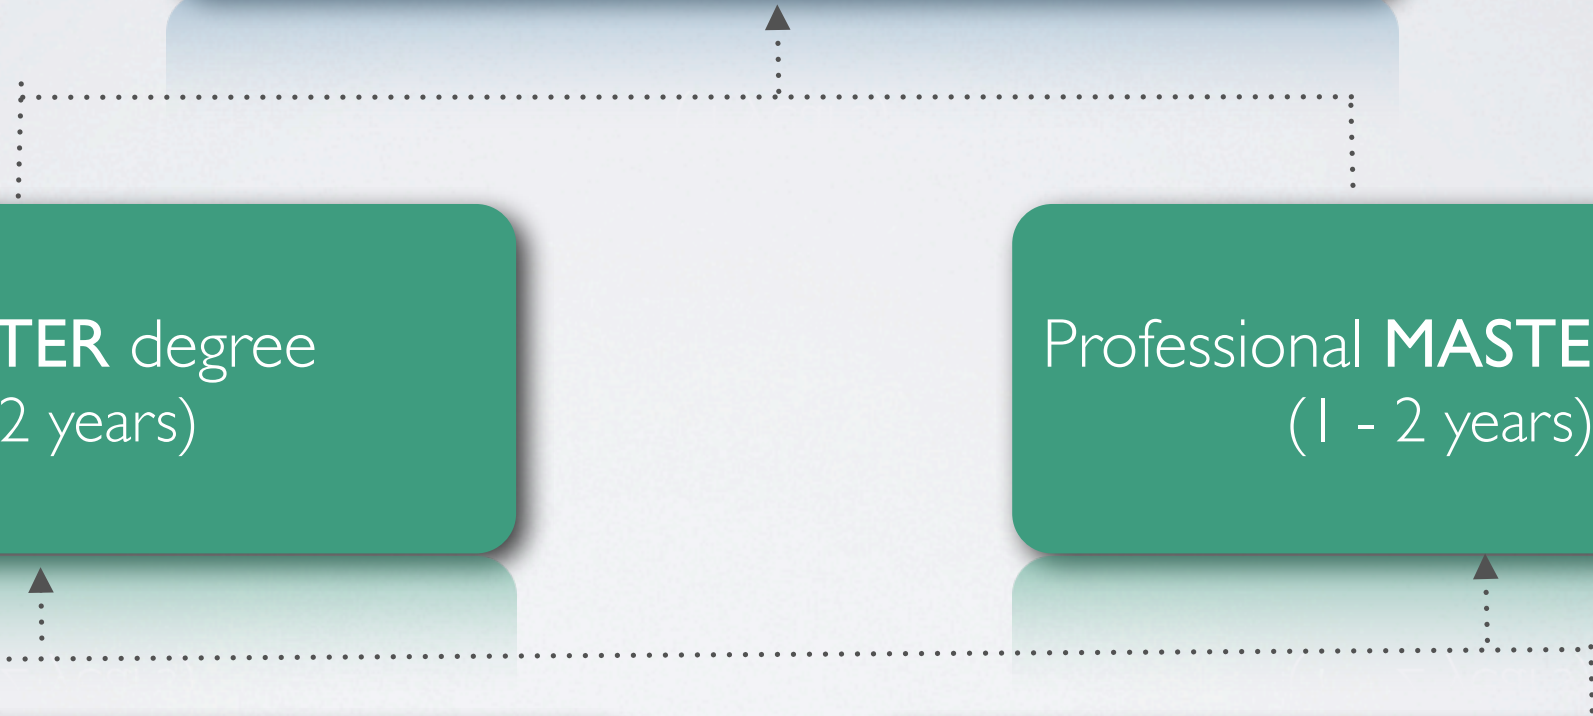 TER degree
2 years)
Professional MASTE
(1 - 2 years)